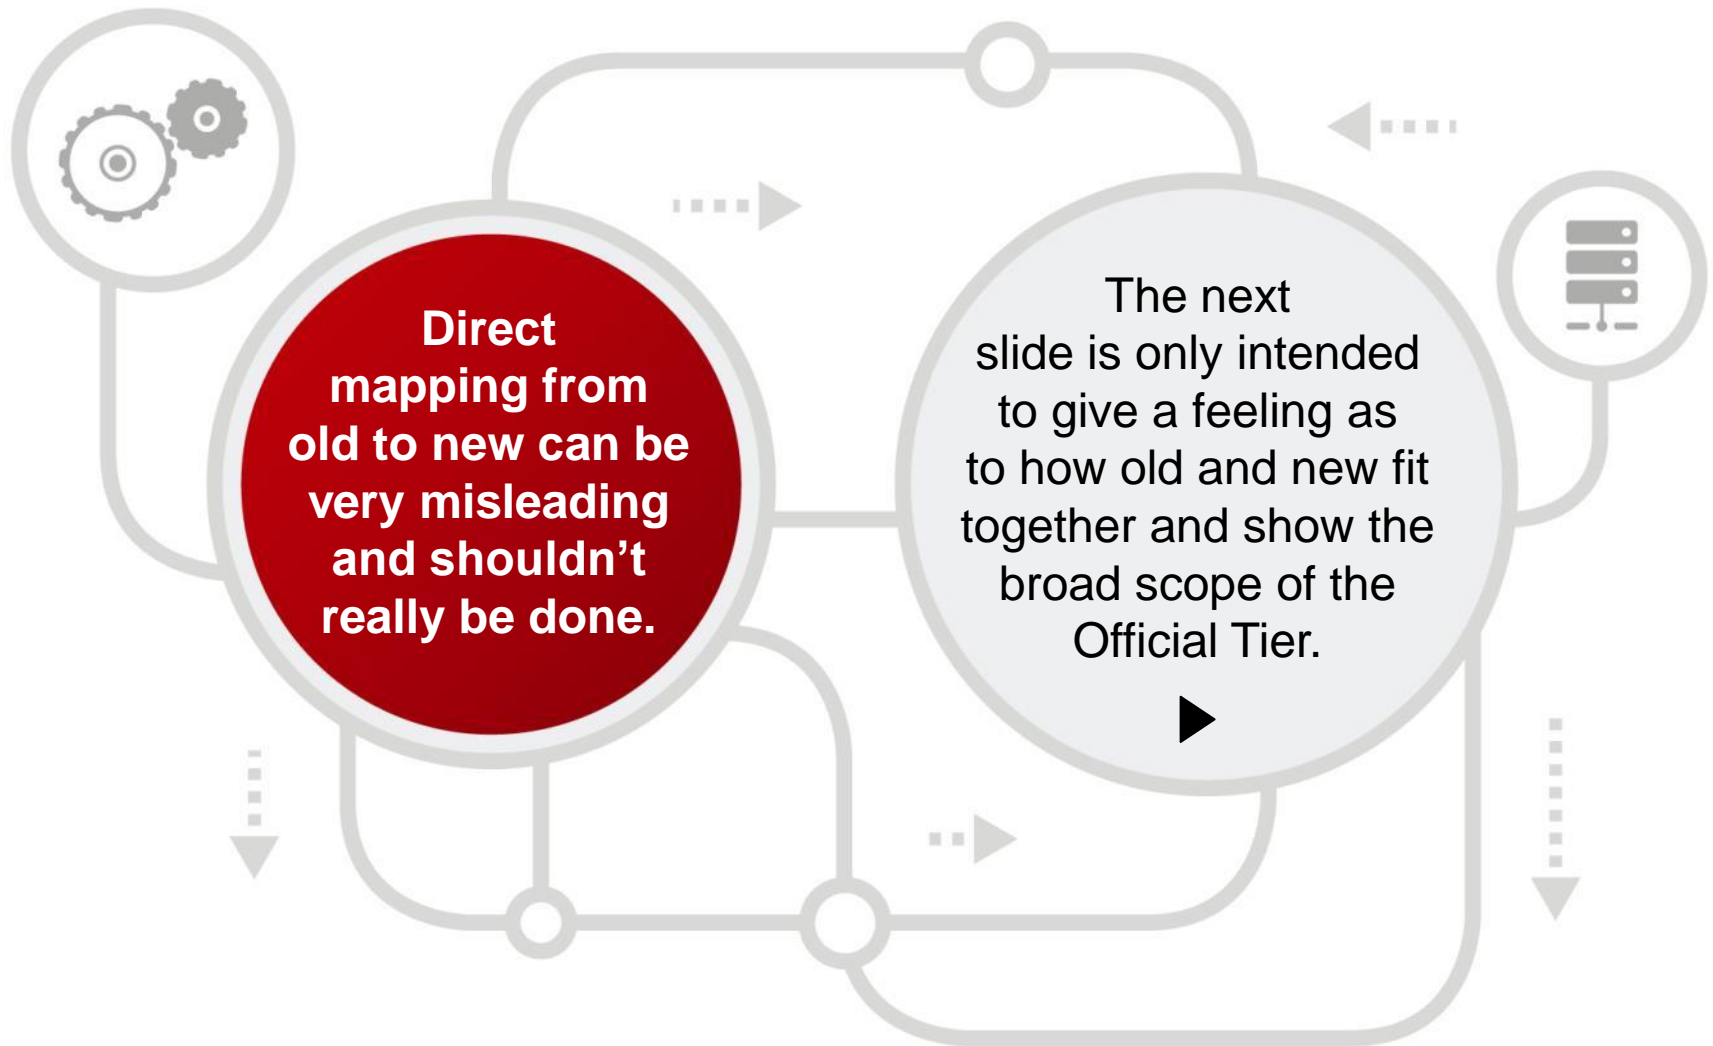 Direct
mapping from
old to new can be
very misleading
and shouldn’t
really be done.
The next
slide is only intended
to give a feeling as
to how old and new fit
together and show the
broad scope of the
Official Tier.